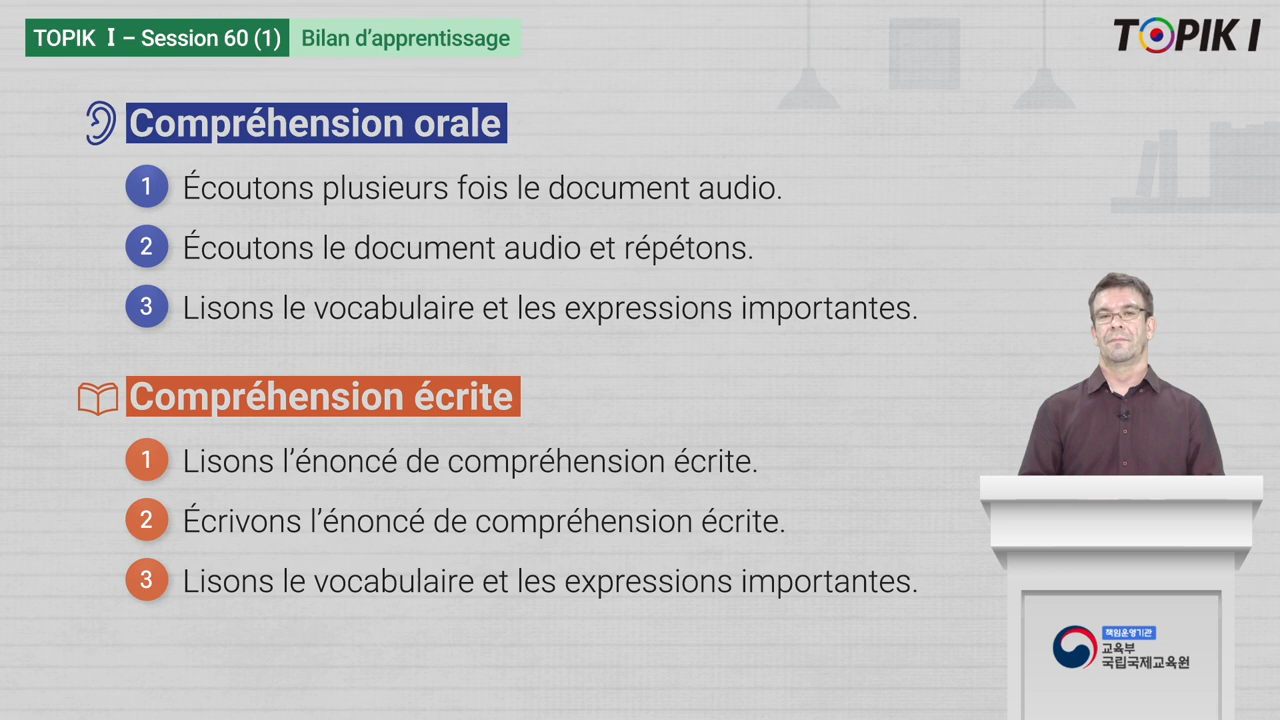 TOPIK Ⅰ – Session 60 (1) Bilan d’apprentissage
TOPIK I
Compréhension orale
1 Écoutons plusieurs fois le document audio.
2 Écoutons le document audio et répétons.
3 Lisons le vocabulaire et les expressions importantes.
Compréhension écrite
1 Lisons l’énoncé de compréhension écrite.
2 Écrivons l’énoncé de compréhension écrite.
3 Lisons le vocabulaire et les expressions importantes.
책임운영기관
교육부
국립국제교육원